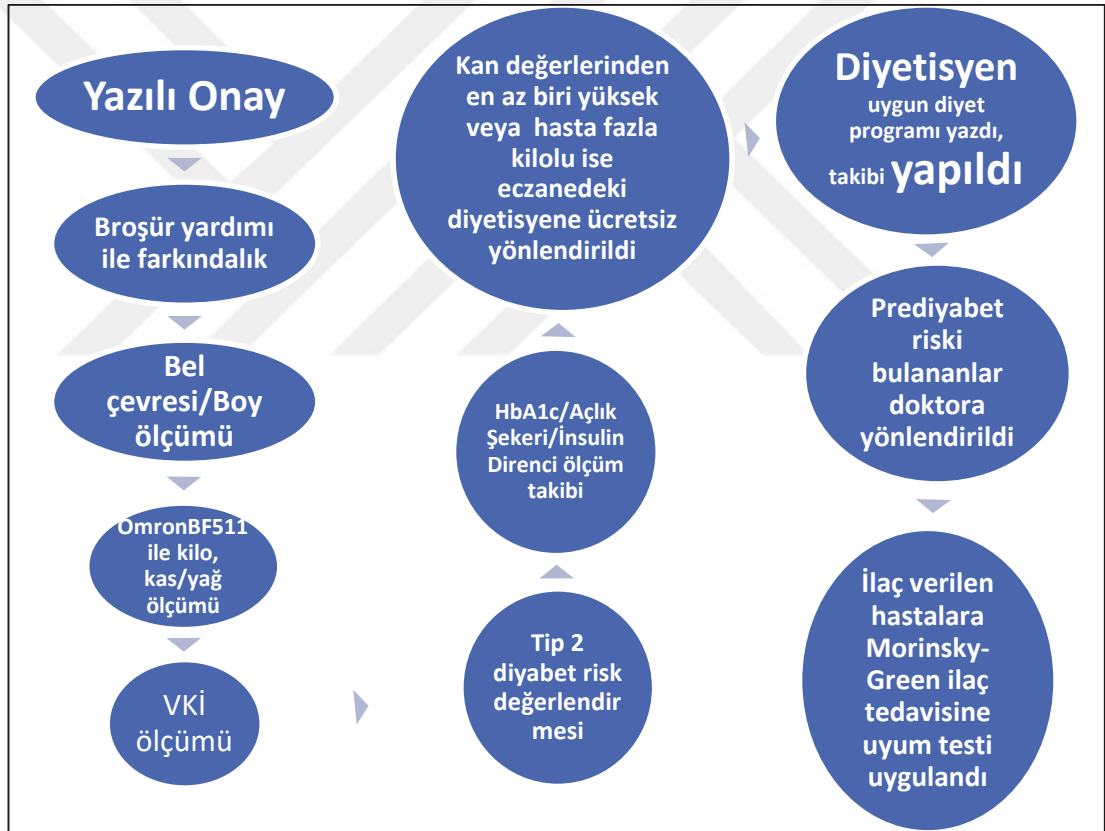 Yazılı Onay
Broşür yardımı
ile farkındalık
Bel
çevresi/Boy
ölçümü
OmronBF511
ile kilo,
kas/yağ
ölçümü
VKİ
ölçümü
Tip 2
diyabet risk
değerlendir
mesi
HbA1c/Açlık
Şekeri/İnsulin
Direnci ölçüm
takibi
Kan değerlerinden
en az biri yüksek
veya hasta fazla
kilolu ise
eczanedeki
diyetisyene ücretsiz
yönlendirildi
Diyetisyen
uygun diyet
programı yazdı,
takibi yapıldı
Prediyabet
riski
bulananlar
doktora
yönlendirildi
İlaç verilen
hastalara
Morinsky-
Green ilaç
tedavisine
uyum testi
uygulandı